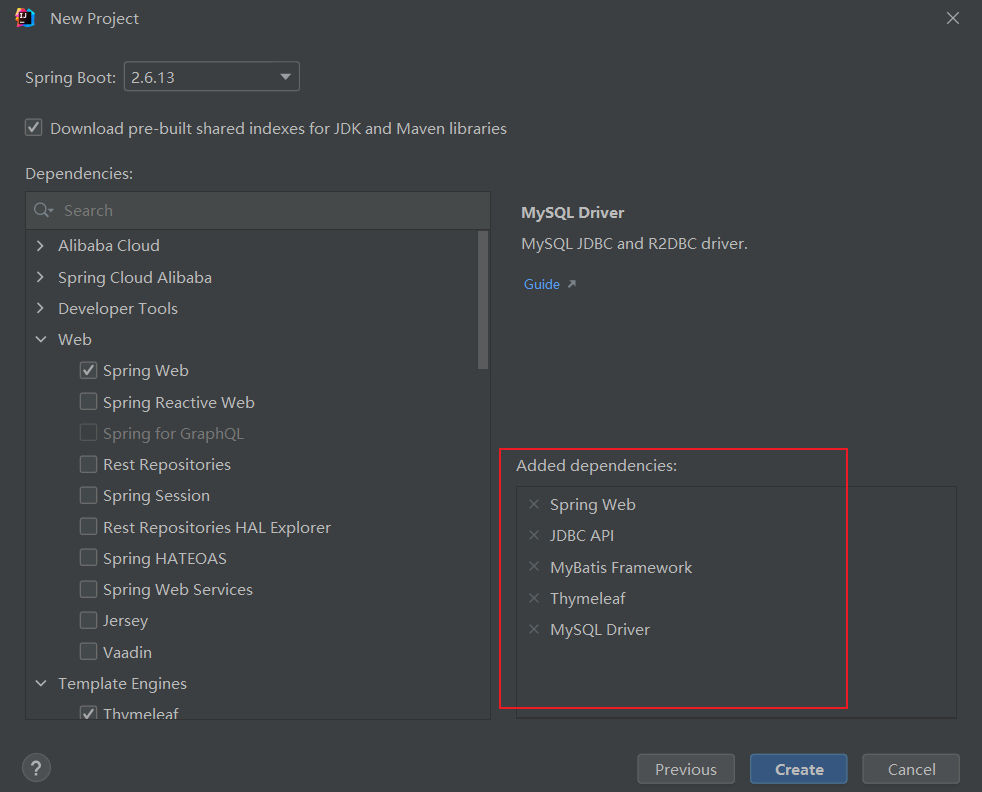 New Project
Spring Boot: 2.6.13
Download pre-built shared indexes for JDK and Maven libraries
Dependencies:
Search
Alibaba Cloud
Spring Cloud Alibaba
Developer Tools
Web
Spring Web
Spring Reactive Web
Spring for GraphQL
Rest Repositories
Spring Session
Rest Repositories HAL Explorer
Spring HATEOAS
Spring Web Services
Jersey
Vaadin
Template Engines
Thymeleaf
MySQL Driver
MySQL JDBC and R2DBC driver.
Guide
Added dependencies:
Spring Web
JDBC API
MyBatis Framework
Thymeleaf
MySQL Driver
?
Previous Create Cancel